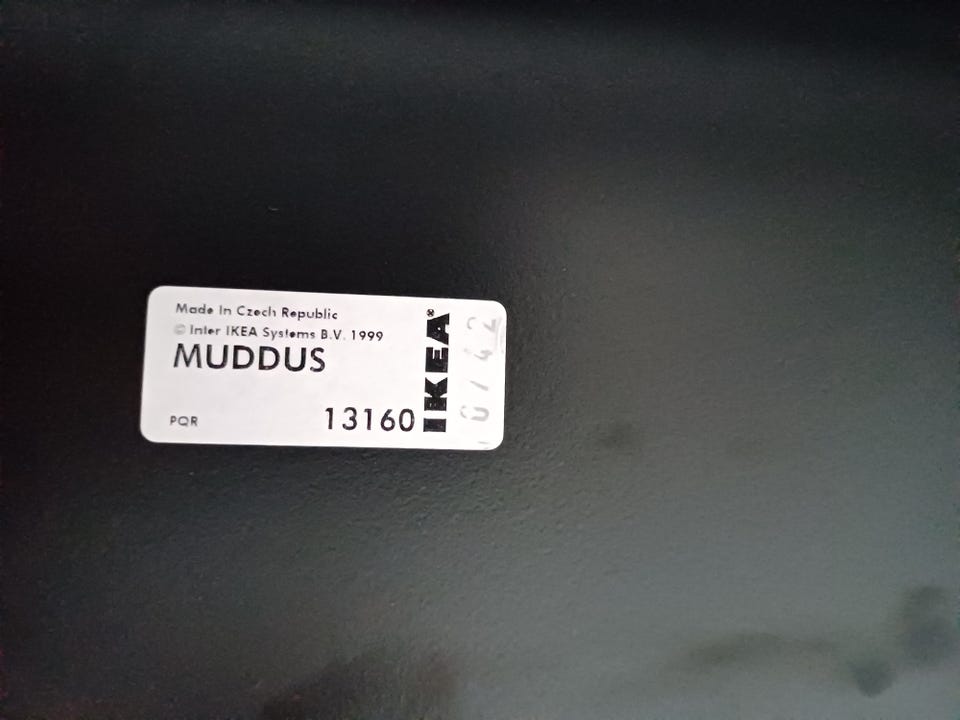 Made In Czech Republic
© Inter IKEA Systems B.V. 1999
MUDDUS
PQR
13160
IKEA®